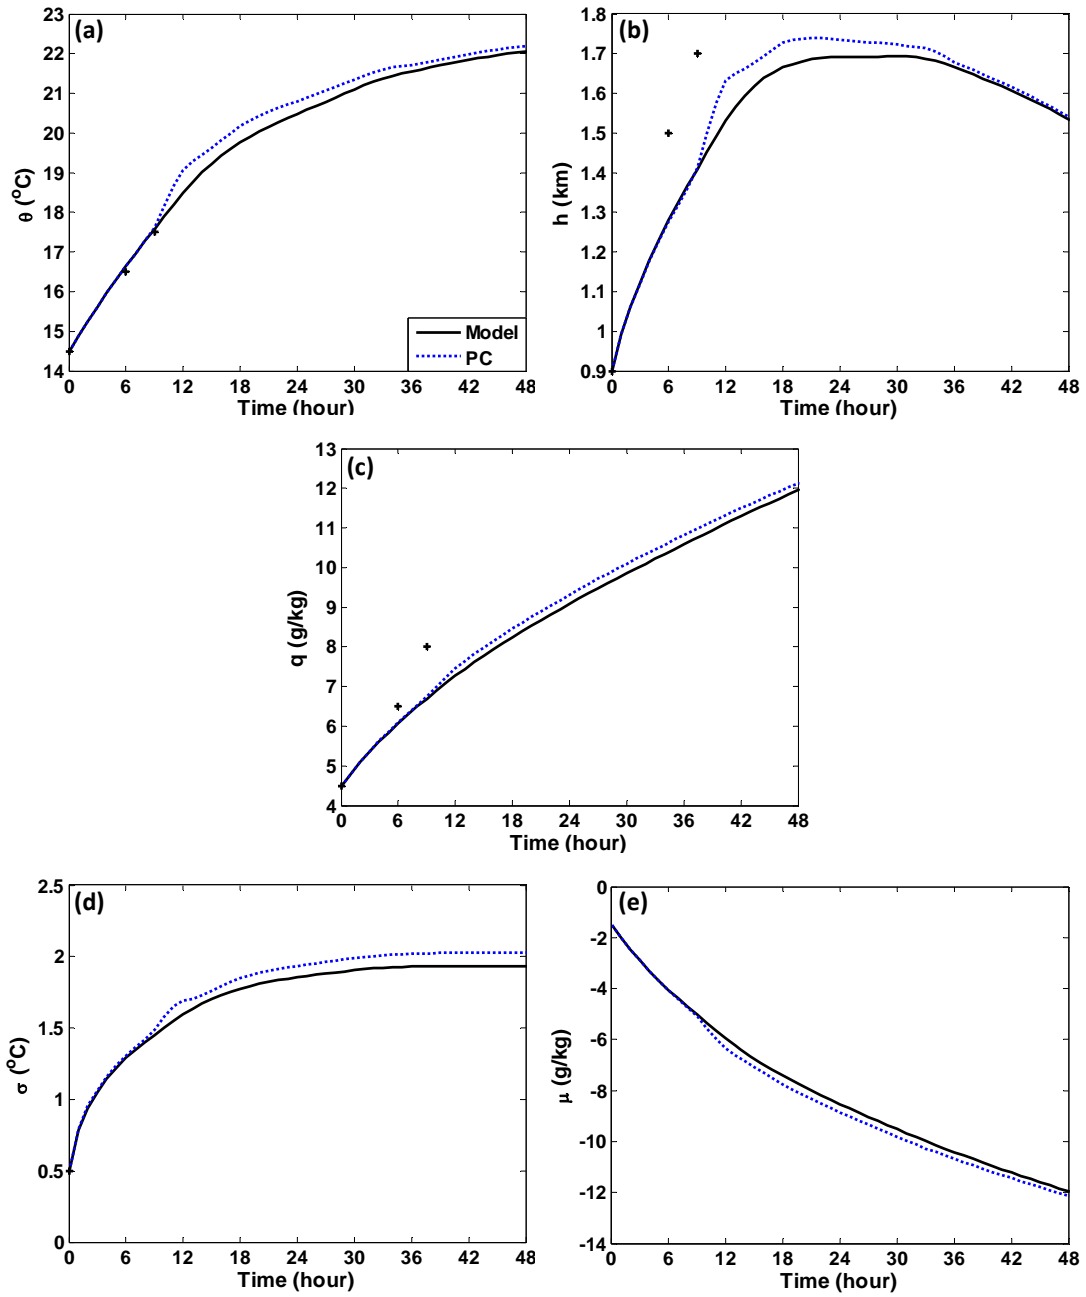 (a)
23
22
21
20
19
18
17
16
15
14
θ (°C)
0 6 12 18 24 30 36 42 48
Time (hour)
Model
PC
(b)
1.8
1.7
1.6
1.5
1.4
1.3
1.2
1.1
1
0.9
h (km)
0 6 12 18 24 30 36 42 48
Time (hour)
(c)
13
12
11
10
9
8
7
6
5
4
q (g/kg)
0 6 12 18 24 30 36 42 48
Time (hour)
(d)
2.5
2
1.5
1
0.5
0
σ (°C)
0 6 12 18 24 30 36 42 48
Time (hour)
(e)
0
-2
-4
-6
-8
-10
-12
-14
μ (g/kg)
0 6 12 18 24 30 36 42 48
Time (hour)